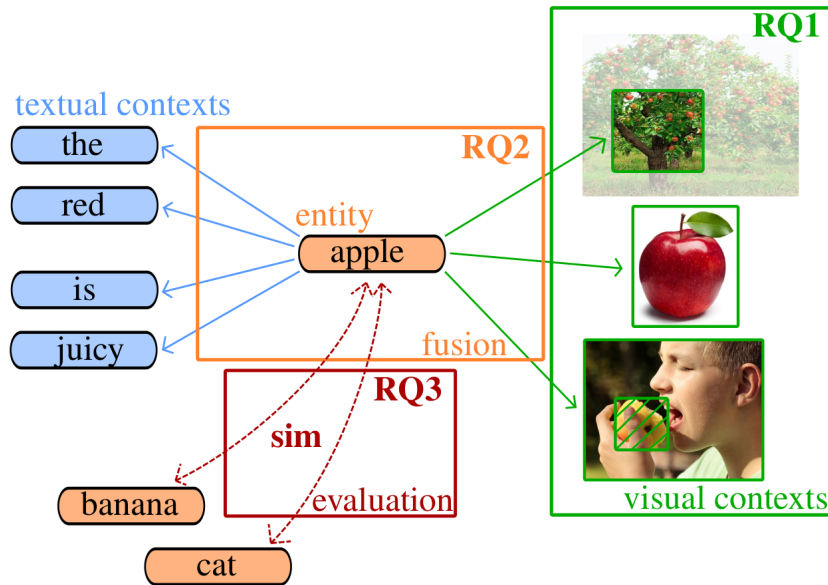 RQ1
textual contexts
the
RQ2
red
entity
apple
is
juicy
fusion
RQ3
sim
banana
evaluation
visual contexts
cat